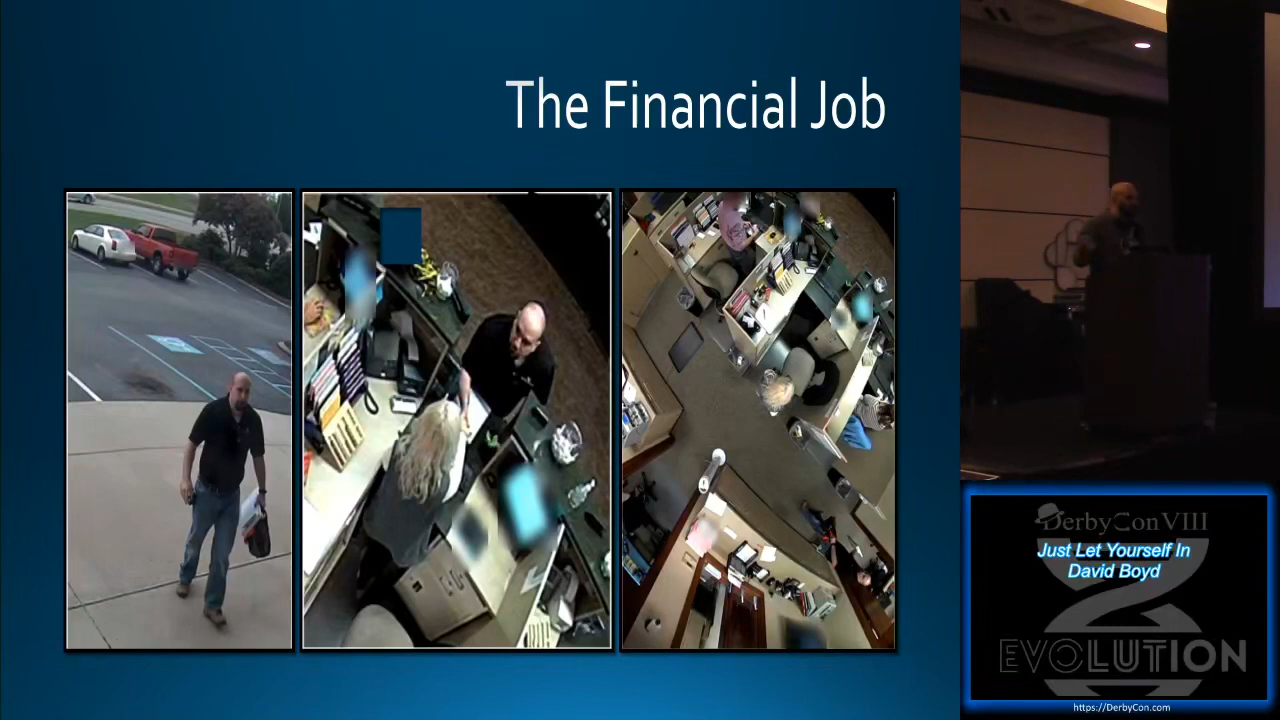 The Financial Job
DerbyCon VIII
Just Let Yourself In
David Boyd
EVOLUTION
https://DerbyCon.com